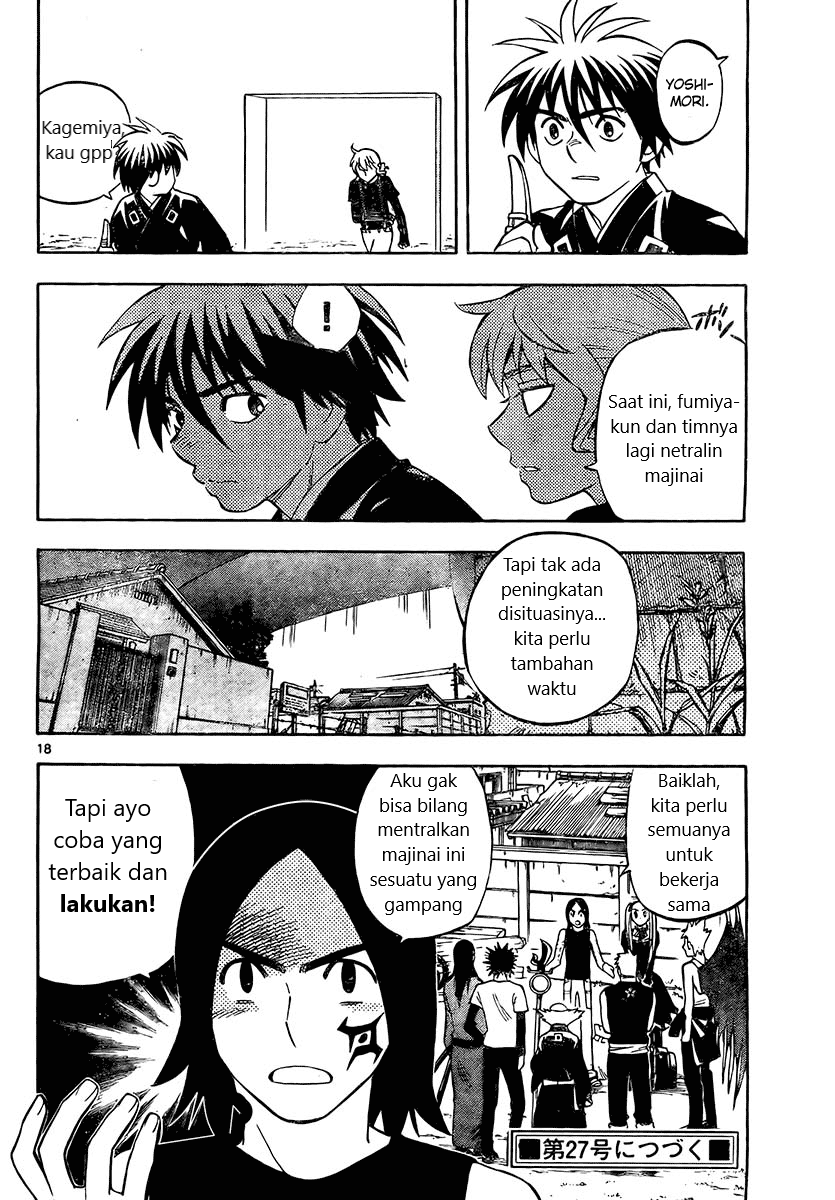 YOSHI-
MORI.
Kagemiya,
kau gpp
!
Saat ini, fumiya-
kun dan timnya
lagi netralin
majinai
Tapi tak ada
peningkatan
disituasinya...
kita perlu
tambahan
waktu
18
Baiklah,
kita perlu
semuanya
untuk
bekerja
sama
Aku gak
bisa bilang
mentralkan
majinai ini
sesuatu yang
gampang
Tapi ayo
coba yang
terbaik dan
lakukan!
■第27号につづく■